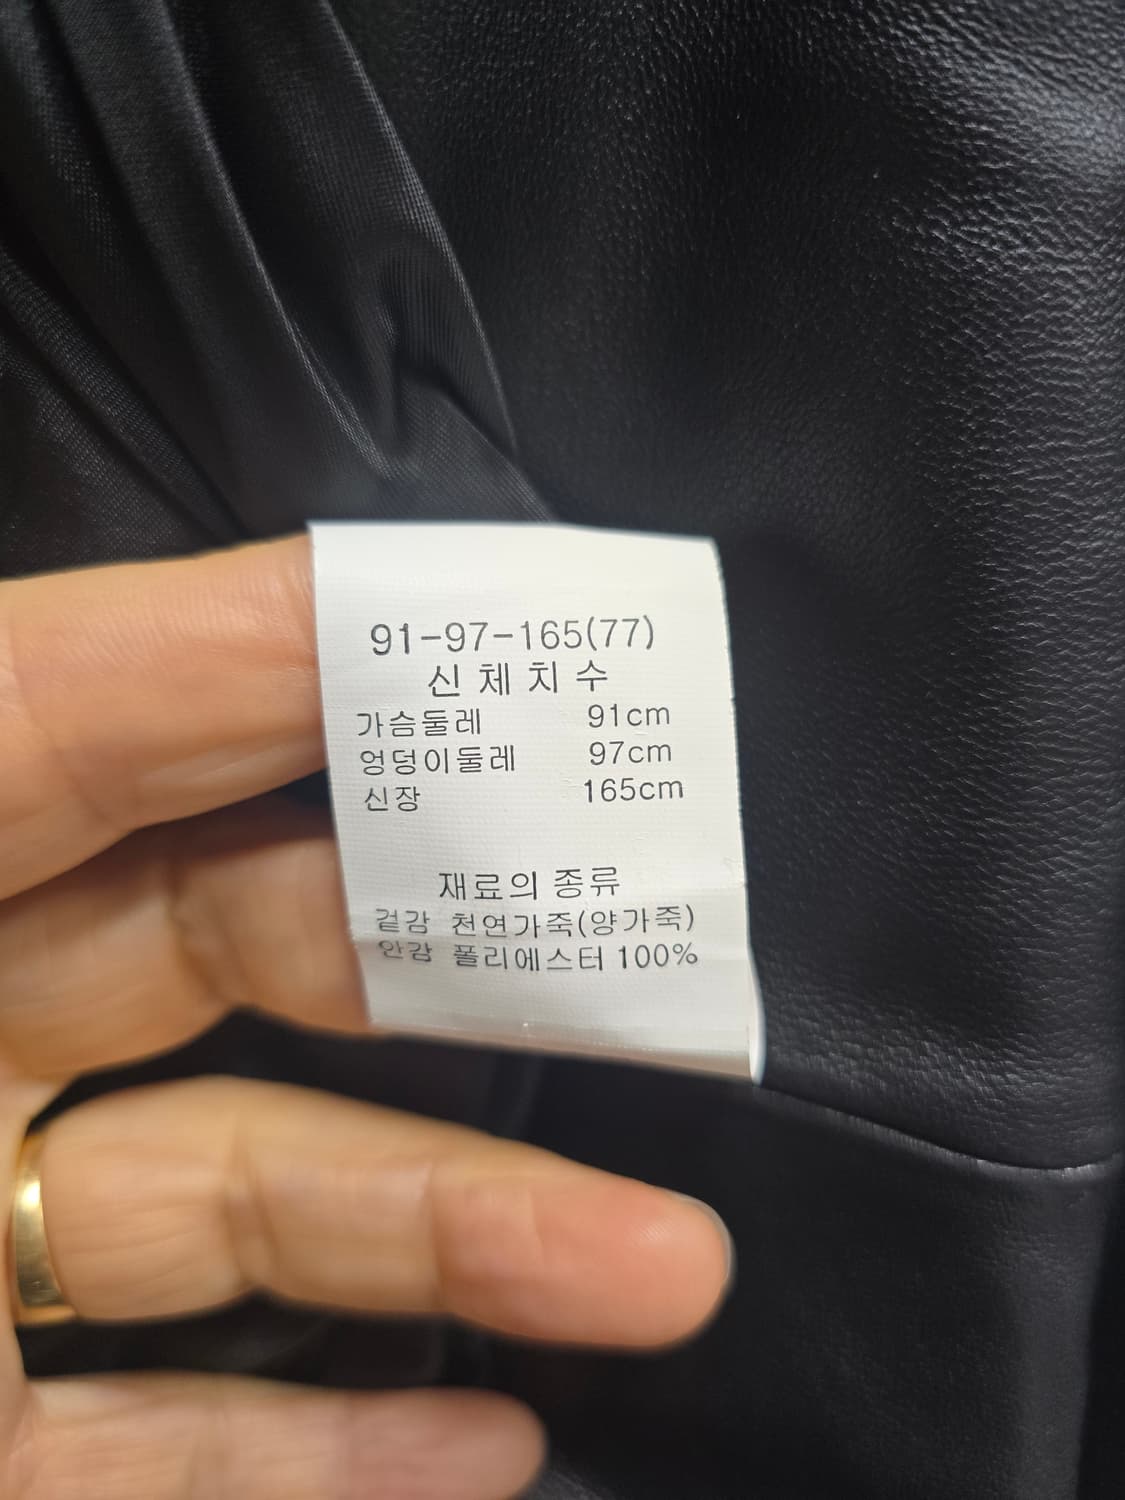 91-97-165(77)
신체치수
가슴둘레 91cm
엉덩이둘레 97cm
신장 165cm
재료의 종류
겉감 천연가죽(양가죽)
안감 폴리에스터 100%